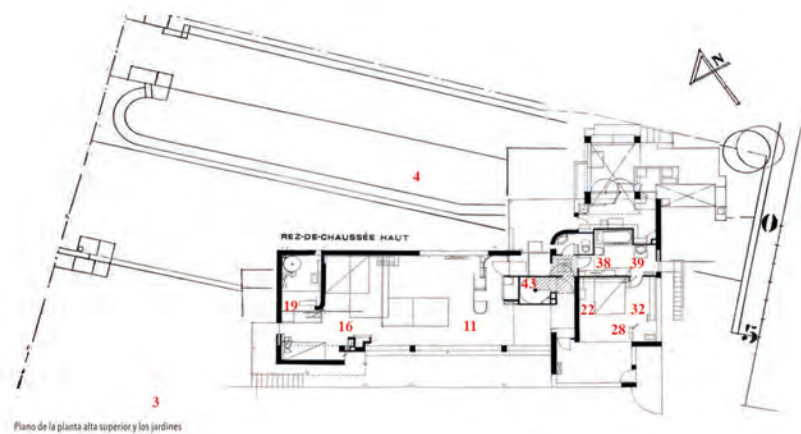 N
4
REZ-DE-CHAUSSÉE HAUT
0
38 39
43
19 22 32
16 11 28
3
Plano de la planta alta superior y los jardines